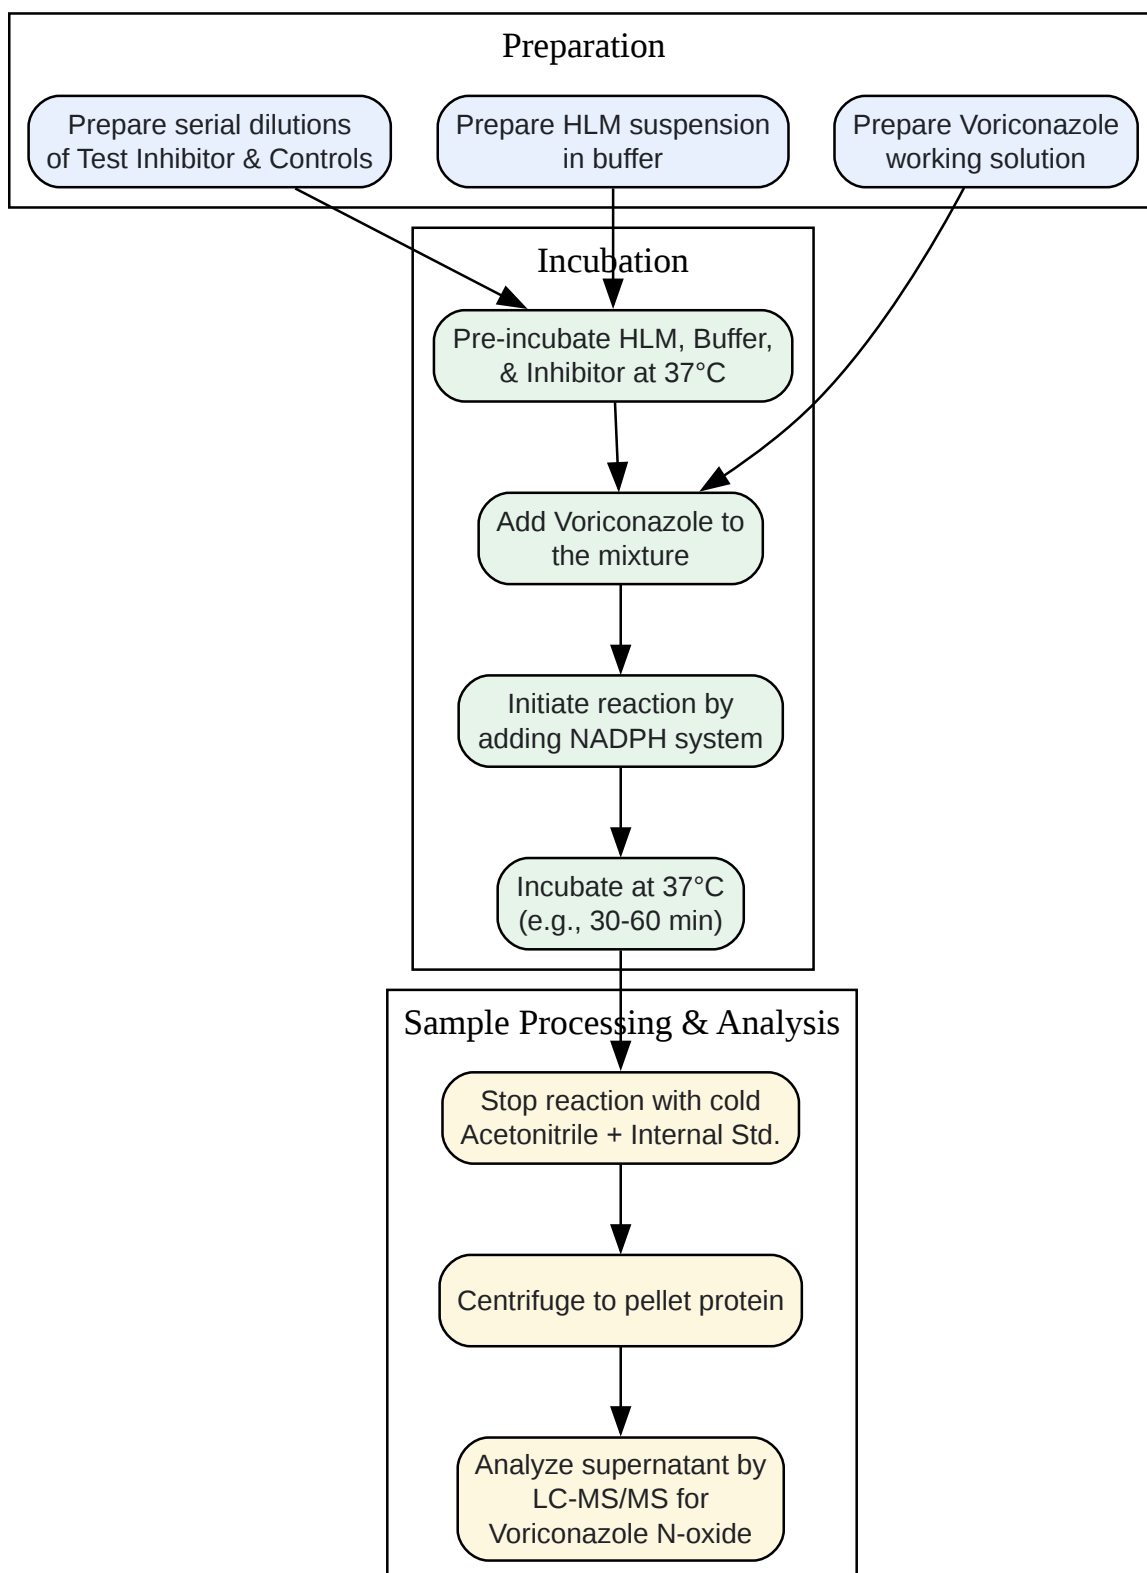 Preparation
Prepare serial dilutions
of Test Inhibitor & Controls
Prepare HLM suspension
in buffer
Prepare Voriconazole
working solution
Incubation
Pre-incubate HLM, Buffer,
& Inhibitor at 37°C
Add Voriconazole to
the mixture
Initiate reaction by
adding NADPH system
Incubate at 37°C
(e.g., 30-60 min)
Sample Processing & Analysis
Stop reaction with cold
Acetonitrile + Internal Std.
Centrifuge to pellet protein
Analyze supernatant by
LC-MS/MS for
Voriconazole N-oxide